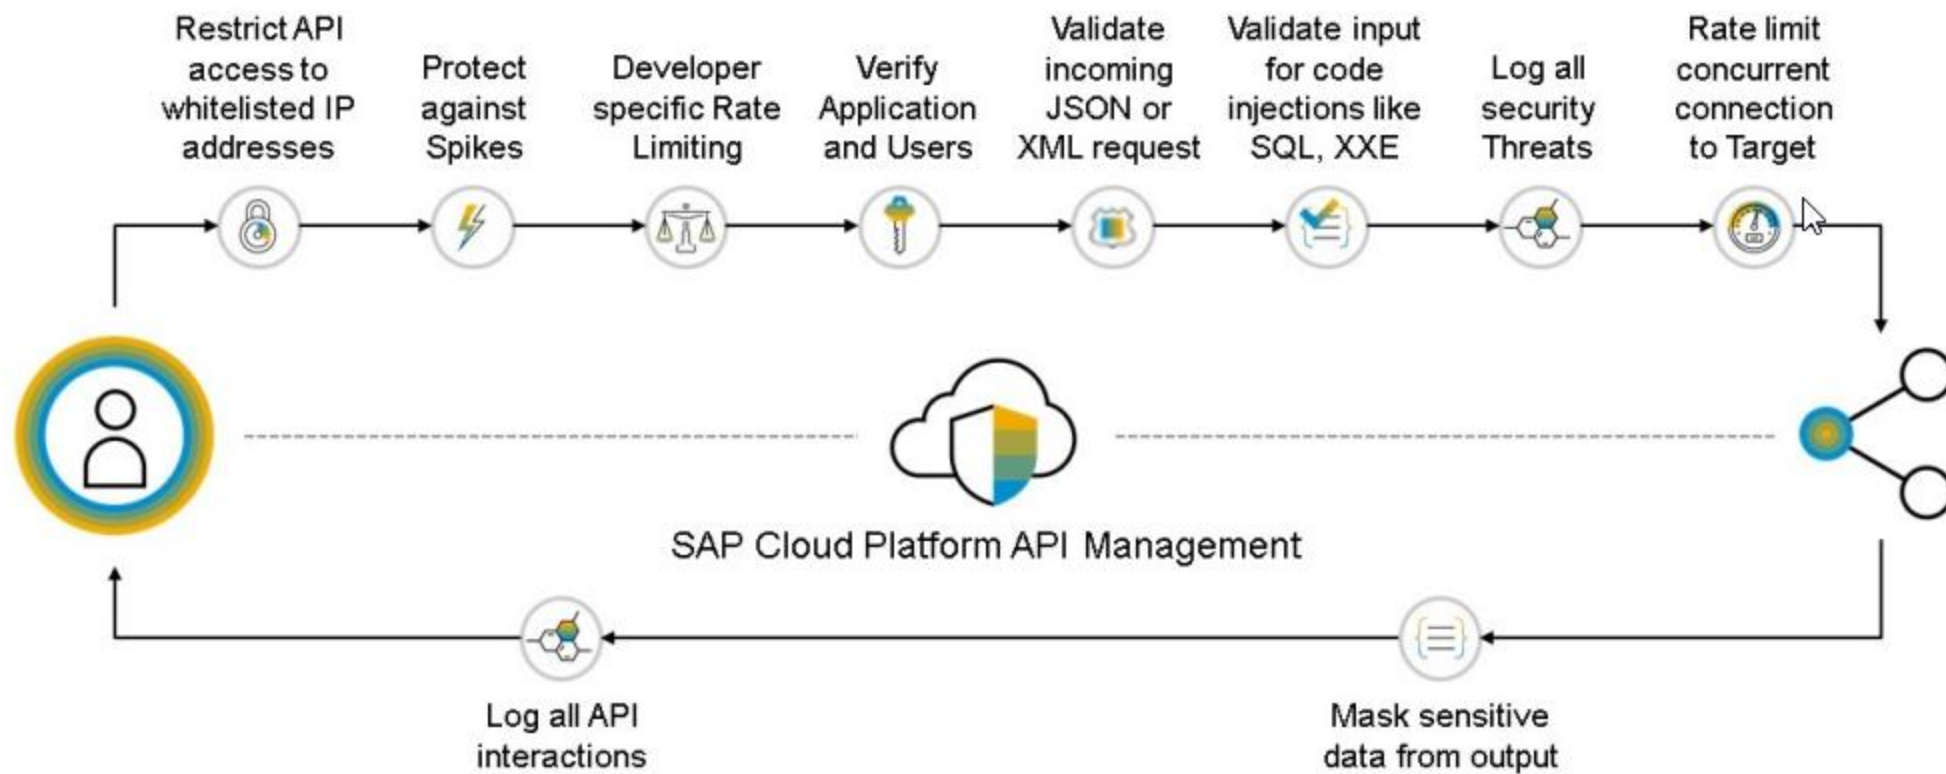 Restrict API
access to
whitelisted IP
addresses
Protect
against
Spikes
Developer
specific Rate
Limiting
Verify
Application
and Users
Validate
incoming
JSON or
XML request
Validate input
for code
injections like
SQL, XXE
Log all
security
Threats
Rate limit
concurrent
connection
to Target
SAP Cloud Platform API Management
Log all API
interactions
Mask sensitive
data from output